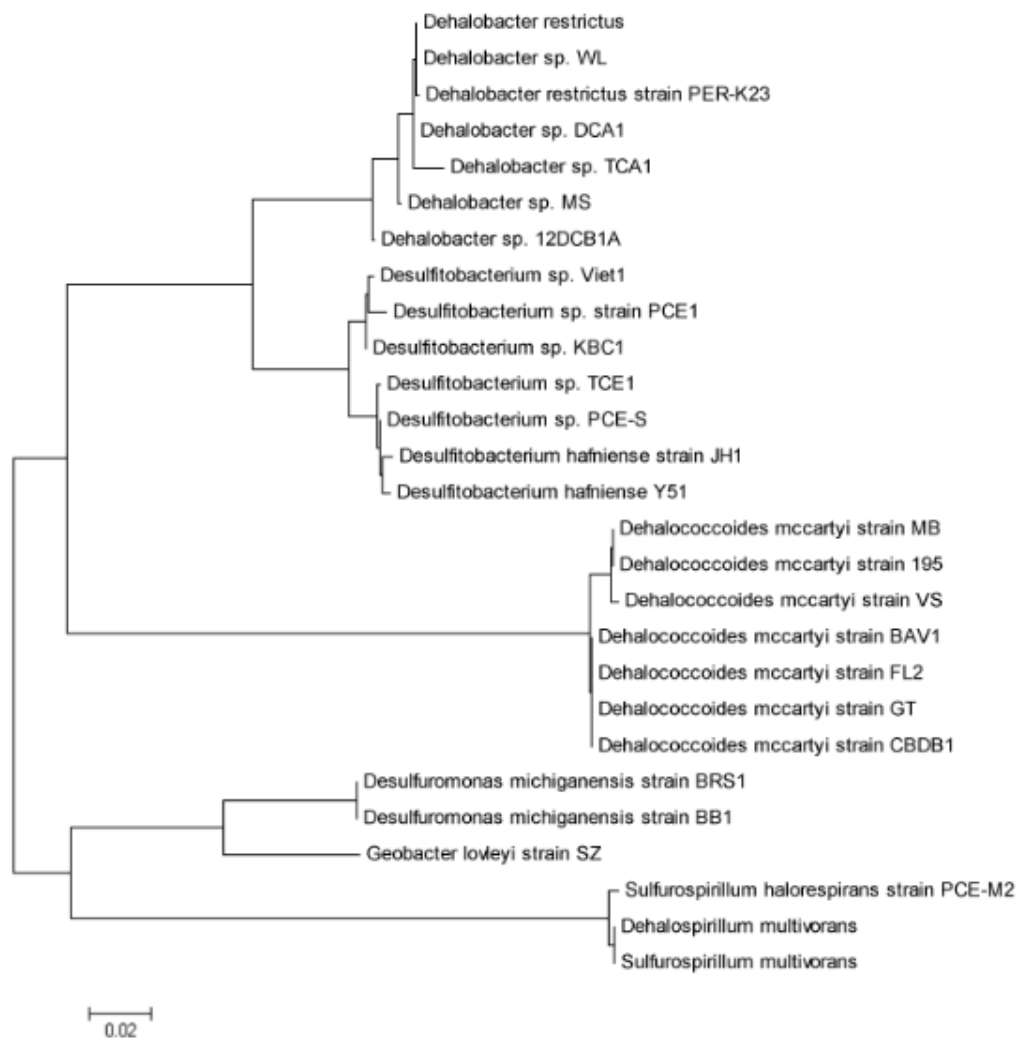 Dehalobacter restrictus
Dehalobacter sp. WL
Dehalobacter restrictus strain PER-K23
Dehalobacter sp. DCA1
Dehalobacter sp. TCA1
Dehalobacter sp. MS
Dehalobacter sp. 12DCB1A
Desulfitobacterium sp. Viet1
Desulfitobacterium sp. strain PCE1
Desulfitobacterium sp. KBC1
Desulfitobacterium sp. TCE1
Desulfitobacterium sp. PCE-S
Desulfitobacterium hafniense strain JH1
Desulfitobacterium hafniense Y51
Dehalococcoides mccartyi strain MB
Dehalococcoides mccartyi strain 195
Dehalococcoides mccartyi strain VS
Dehalococcoides mccartyi strain BAV1
Dehalococcoides mccartyi strain FL2
Dehalococcoides mccartyi strain GT
Dehalococcoides mccartyi strain CBDB1
Desulfuromonas michiganensis strain BRS1
Desulfuromonas michiganensis strain BB1
Geobacter lovleyi strain SZ
Sulfurospirillum halorespirans strain PCE-M2
Dehalospirillum multivorans
Sulfurospirillum multivorans
0.02